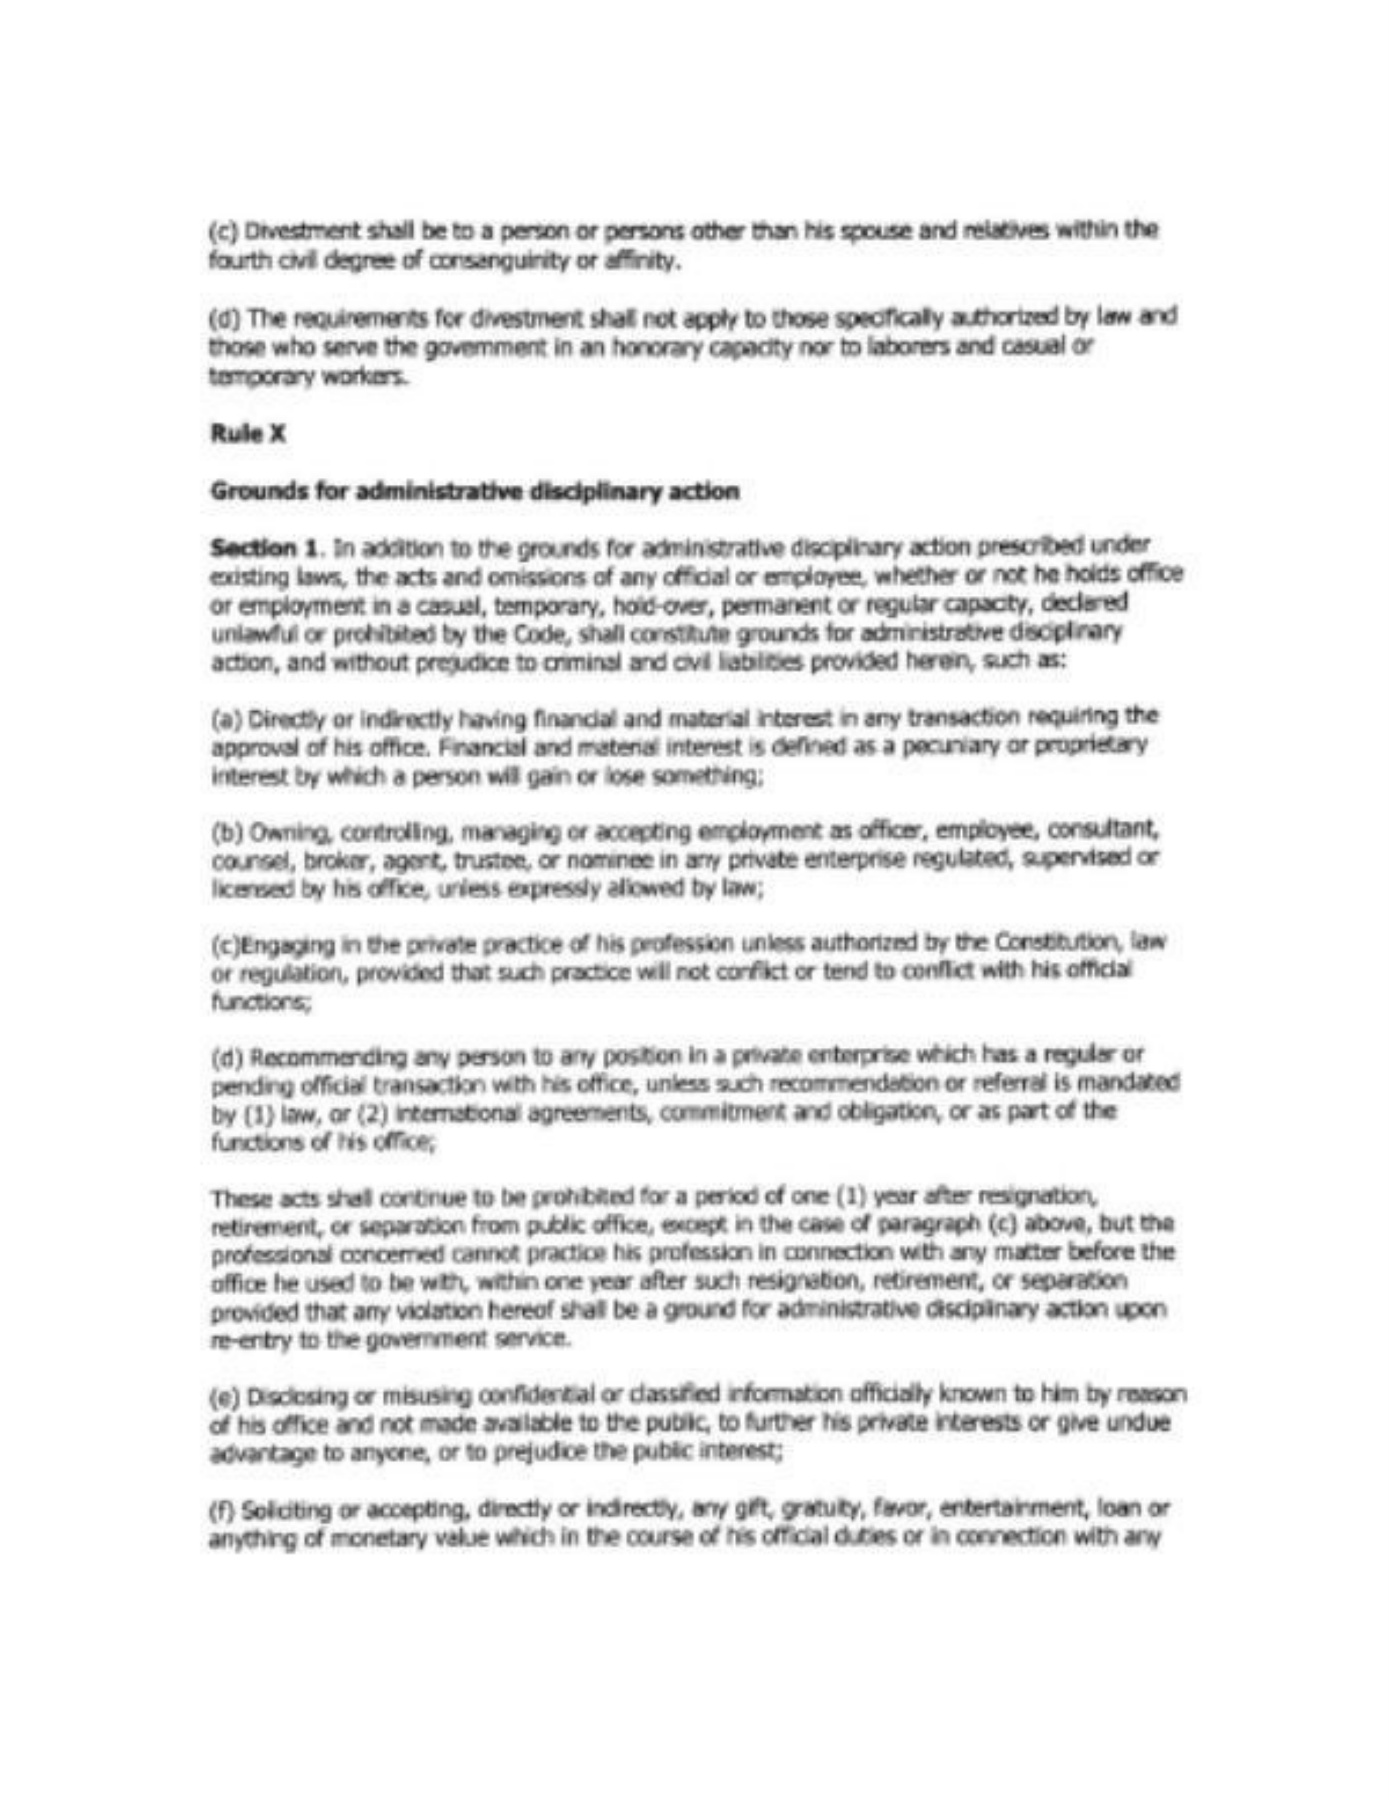 (c) Divestment shall be to a person or persons other than his spouse and relatives within the
fourth civil degree of consanguinity or affinity.
(d) The requirements for divestment shall not apply to those specifically authorized by law and
those who serve the government in an honorary capacity nor to laborers and casual or
temporary workers.
Rule X
Grounds for administrative disciplinary action
Section 1. In addition to the grounds for administrative disciplinary action prescribed under
existing laws, the acts and omissions of any official or employee, whether or not he holds office
or employment in a casual, temporary, hold-over, permanent or regular capacity, declared
unlawful or prohibited by the Code, shall constitute grounds for administrative disciplinary
action, and without prejudice to criminal and civil liabilities provided herein, such as:
(a) Directly or indirectly having financial and material interest in any transaction requiring the
approval of his office. Financial and material interest is defined as a pecuniary or proprietary
interest by which a person will gain or lose something;
(b) Owning, controlling, managing or accepting employment as officer, employee, consultant,
counsel, broker, agent, trustee, or nominee in any private enterprise regulated, supervised or
licensed by his office, unless expressly allowed by law;
(c)Engaging in the private practice of his profession unless authorized by the Constitution, law
or regulation, provided that such practice will not conflict or tend to conflict with his official
functions;
(d) Recommending any person to any position in a private enterprise which has a regular or
pending official transaction with his office, unless such recommendation or referral is mandated
by (1) law, or (2) international agreements, commitment and obligation, or as part of the
functions of his office;
These acts shall continue to be prohibited for a period of one (1) year after resignation,
retirement, or separation from public office, except in the case of paragraph (c) above, but the
professional concerned cannot practice his profession in connection with any matter before the
office he used to be with, within one year after such resignation, retirement, or separation
provided that any violation hereof shall be a ground for administrative disciplinary action upon
re-entry to the government service.
(e) Disclosing or misusing confidential or classified information officially known to him by reason
of his office and not made available to the public, to further his private interests or give undue
advantage to anyone, or to prejudice the public interest;
(f) Soliciting or accepting, directly or indirectly, any gift, gratuity, favor, entertainment, loan or
anything of monetary value which in the course of his official duties or in connection with any